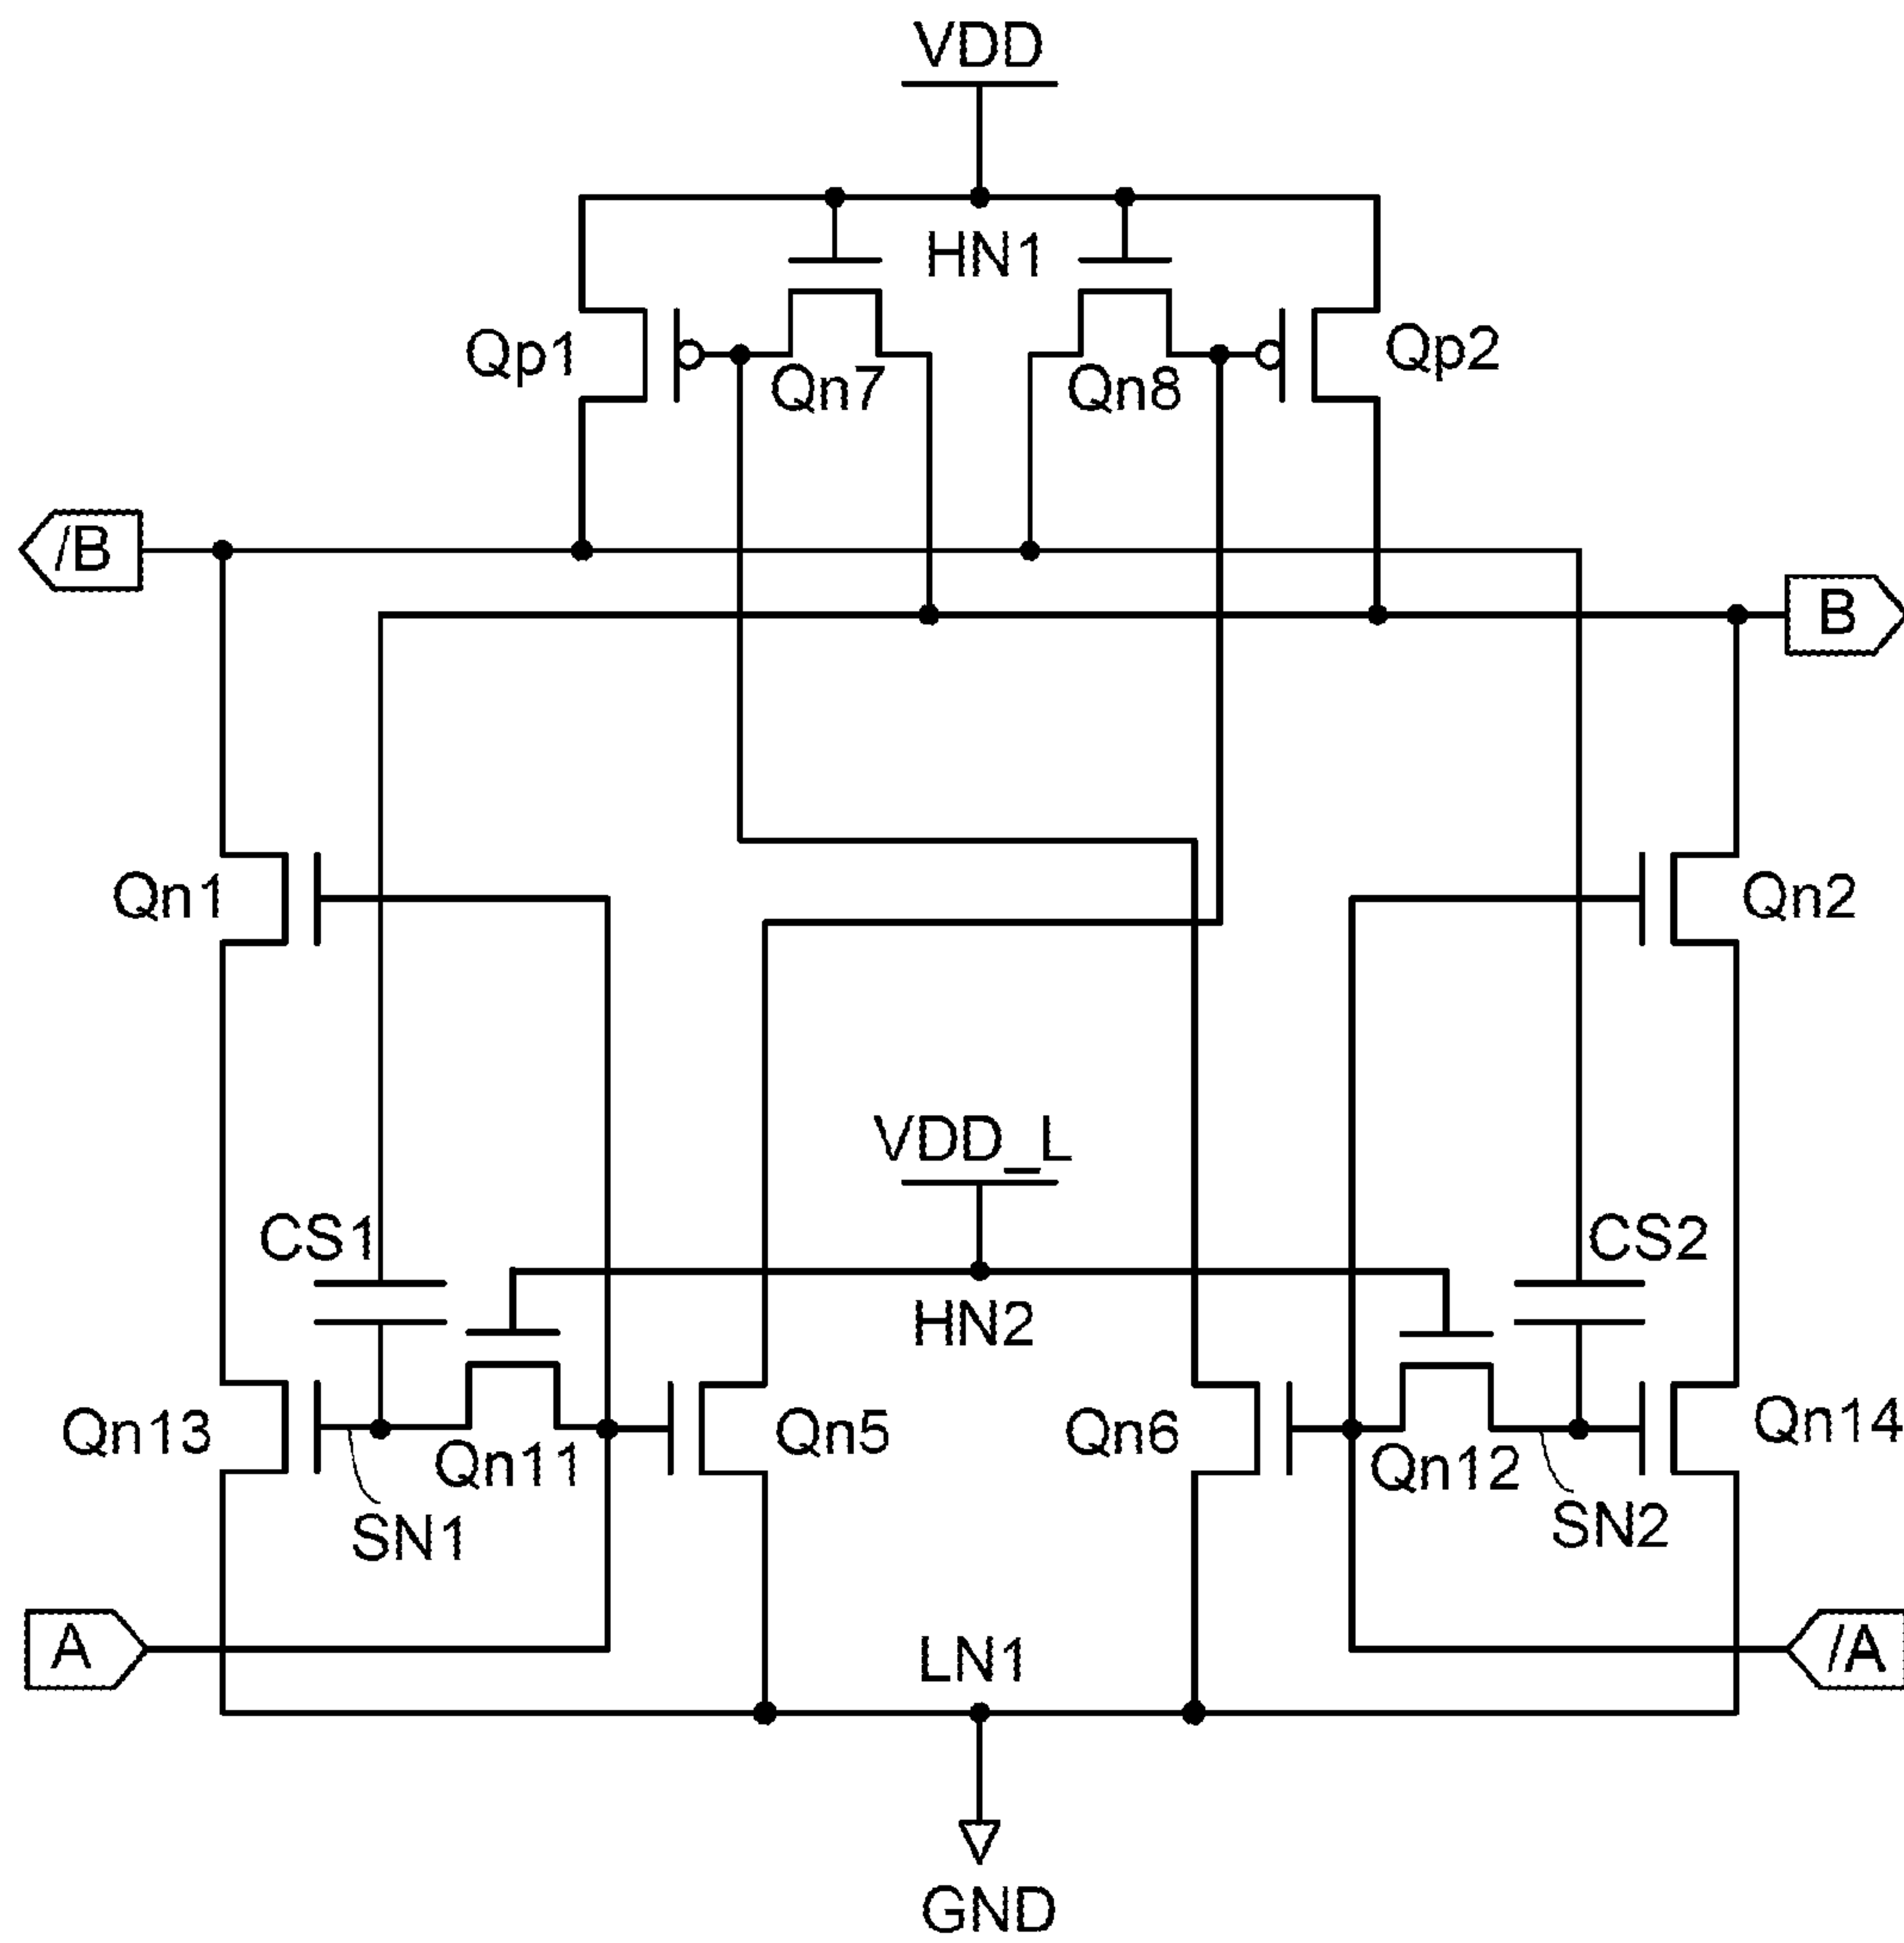 VDD
HN1
Qp1
Qn7
Qn8
Qp2
/B
B
Qn1
Qn2
VDD_L
CS1
CS2
HN2
Qn13
Qn11
Qn5
Qn6
Qn12
Qn14
SN1
SN2
A
LN1
/A
GND